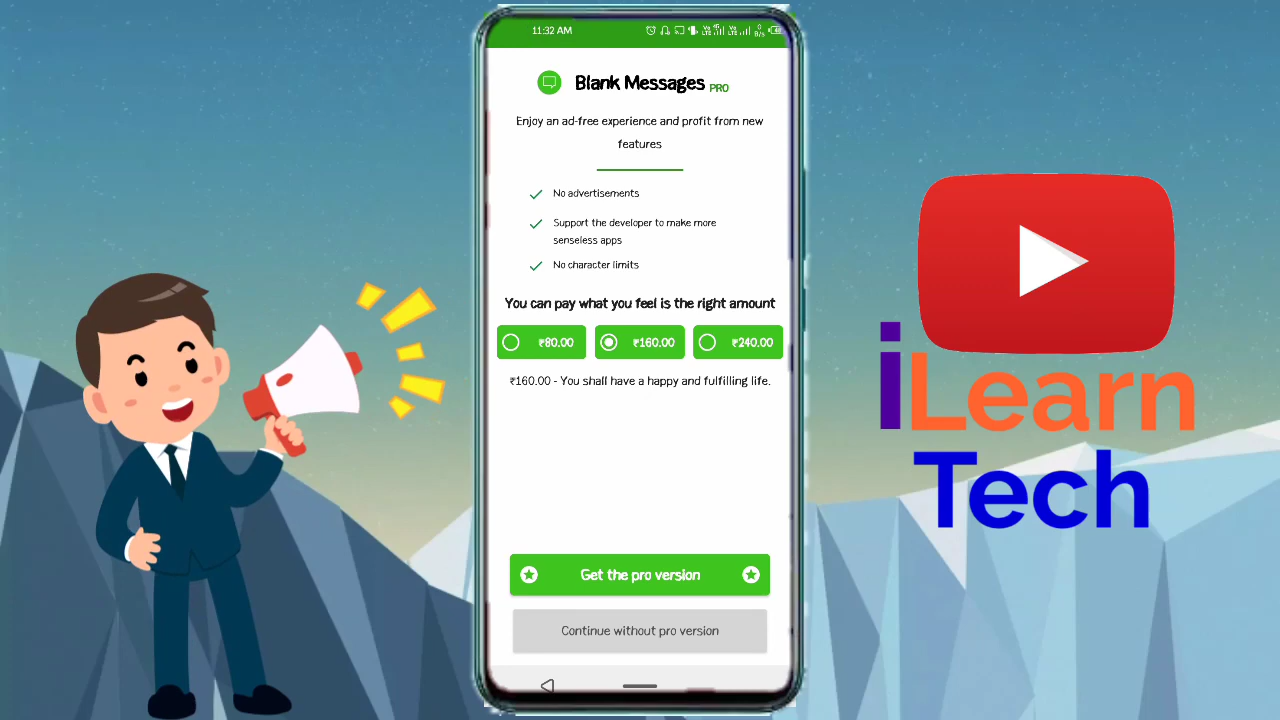 11:32 AM
Blank Messages PRO
Enjoy an ad-free experience and profit from new
features
No advertisements
Support the developer to make more
senseless apps
No character limits
You can pay what you feel is the right amount
₹80.00
₹160.00
₹240.00
₹160.00 - You shall have a happy and fulfilling life.
Get the pro version
Continue without pro version
iLearn
Tech